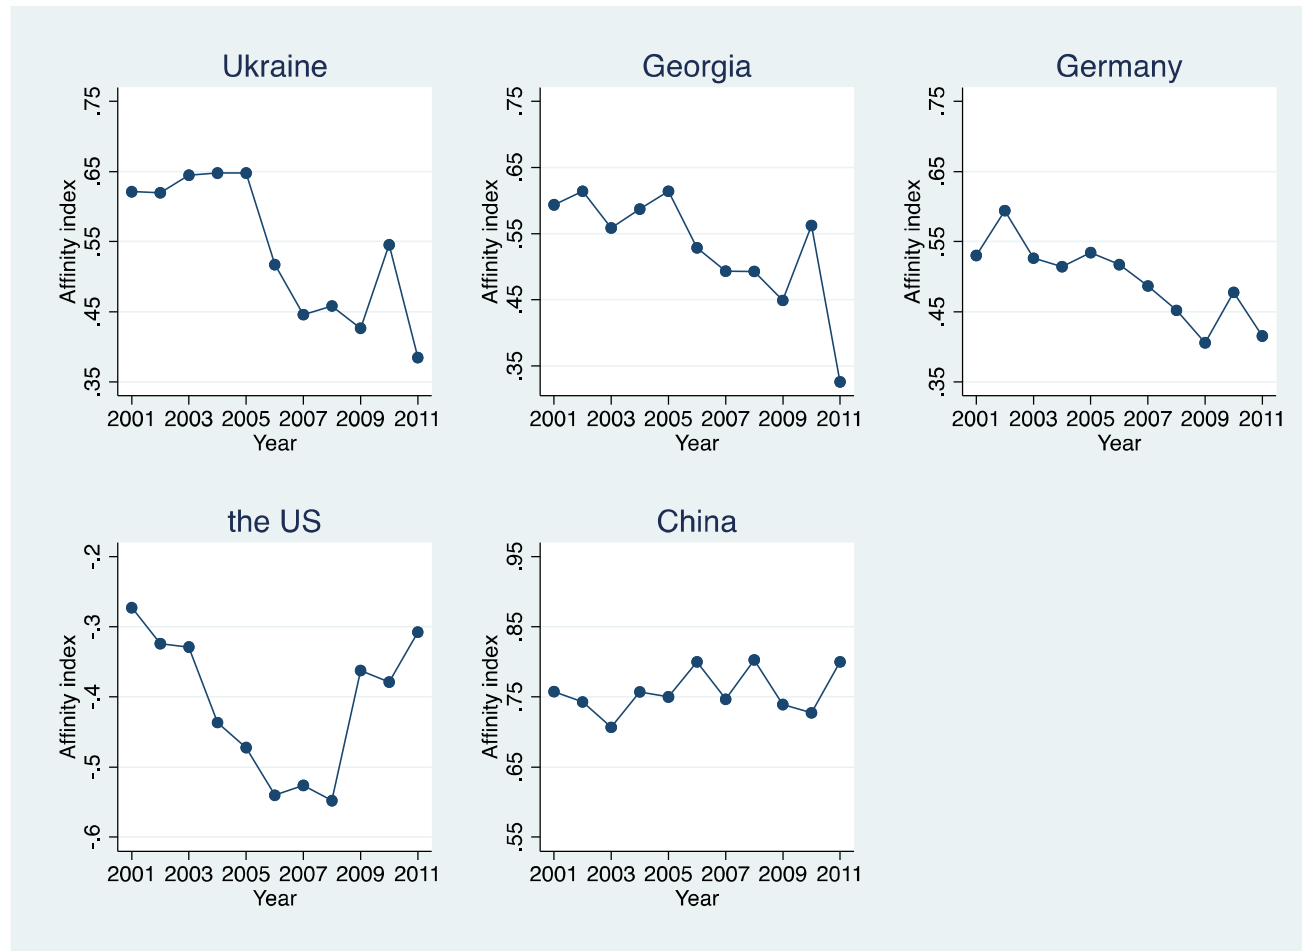 Ukraine
Affinity index
.75
.65
.55
.45
.35
2001 2003 2005 2007 2009 2011
Year
Georgia
Affinity index
.75
.65
.55
.45
.35
2001 2003 2005 2007 2009 2011
Year
Germany
Affinity index
.75
.65
.55
.45
.35
2001 2003 2005 2007 2009 2011
Year
the US
Affinity index
-.2
-.3
-.4
-.5
-.6
2001 2003 2005 2007 2009 2011
Year
China
Affinity index
.95
.85
.75
.65
.55
2001 2003 2005 2007 2009 2011
Year